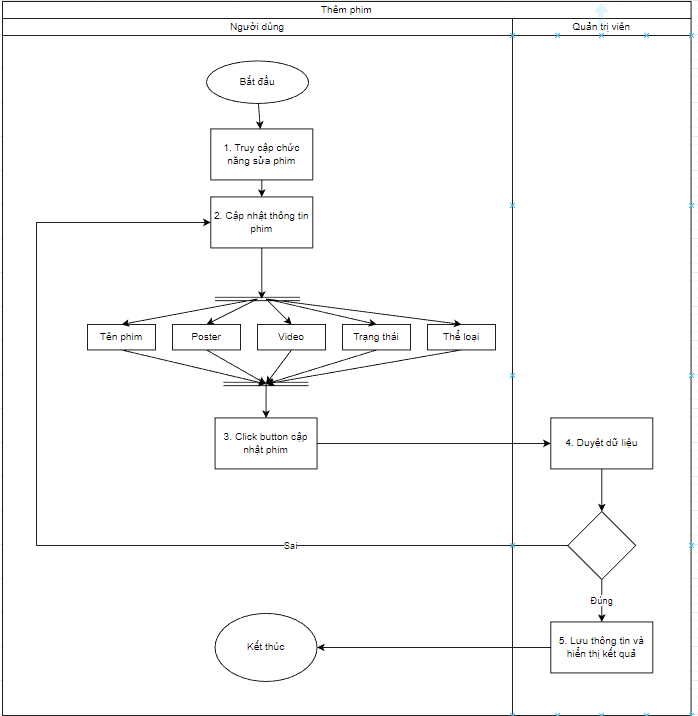 Thêm phim
Người dùng
Quản trị viên
Bắt đầu
1. Truy cập chức
năng sửa phim
2. Cập nhật thông tin
phim
Tên phim
Poster
Video
Trạng thái
Thể loại
3. Click button cập
nhật phim
4. Duyệt dữ liệu
Sai
Đúng
5. Lưu thông tin và
hiển thị kết quả
Kết thúc